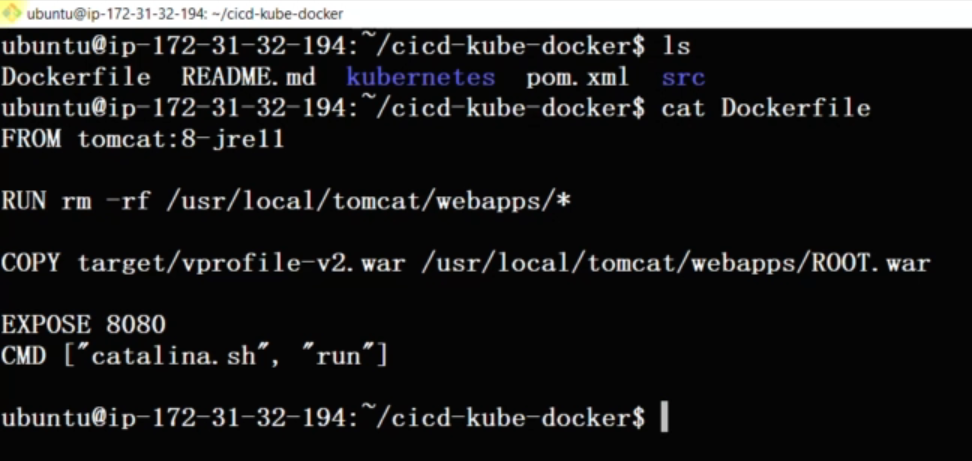 ubuntu@ip-172-31-32-194: ~/cicd-kube-docker
ubuntu@ip-172-31-32-194:~/cicd-kube-docker$ ls
Dockerfile  README.md  kubernetes  pom.xml  src
ubuntu@ip-172-31-32-194:~/cicd-kube-docker$ cat Dockerfile
FROM tomcat:8-jre11
RUN rm -rf /usr/local/tomcat/webapps/*
COPY target/vprofile-v2.war /usr/local/tomcat/webapps/ROOT.war
EXPOSE 8080
CMD ["catalina.sh", "run"]
ubuntu@ip-172-31-32-194:~/cicd-kube-docker$